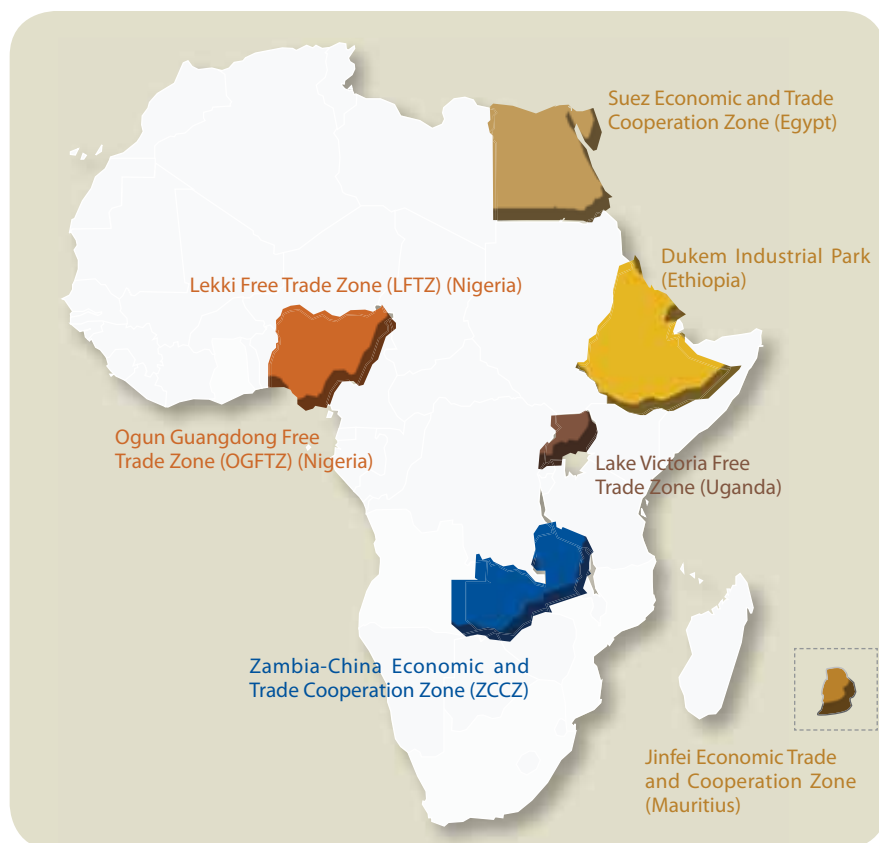 Suez Economic and Trade
Cooperation Zone (Egypt)
Dukem Industrial Park
(Ethiopia)
Lekki Free Trade Zone (LFTZ) (Nigeria)
Ogun Guangdong Free
Trade Zone (OGFTZ) (Nigeria)
Lake Victoria Free
Trade Zone (Uganda)
Zambia-China Economic and
Trade Cooperation Zone (ZCCZ)
Jinfei Economic Trade
and Cooperation Zone
(Mauritius)